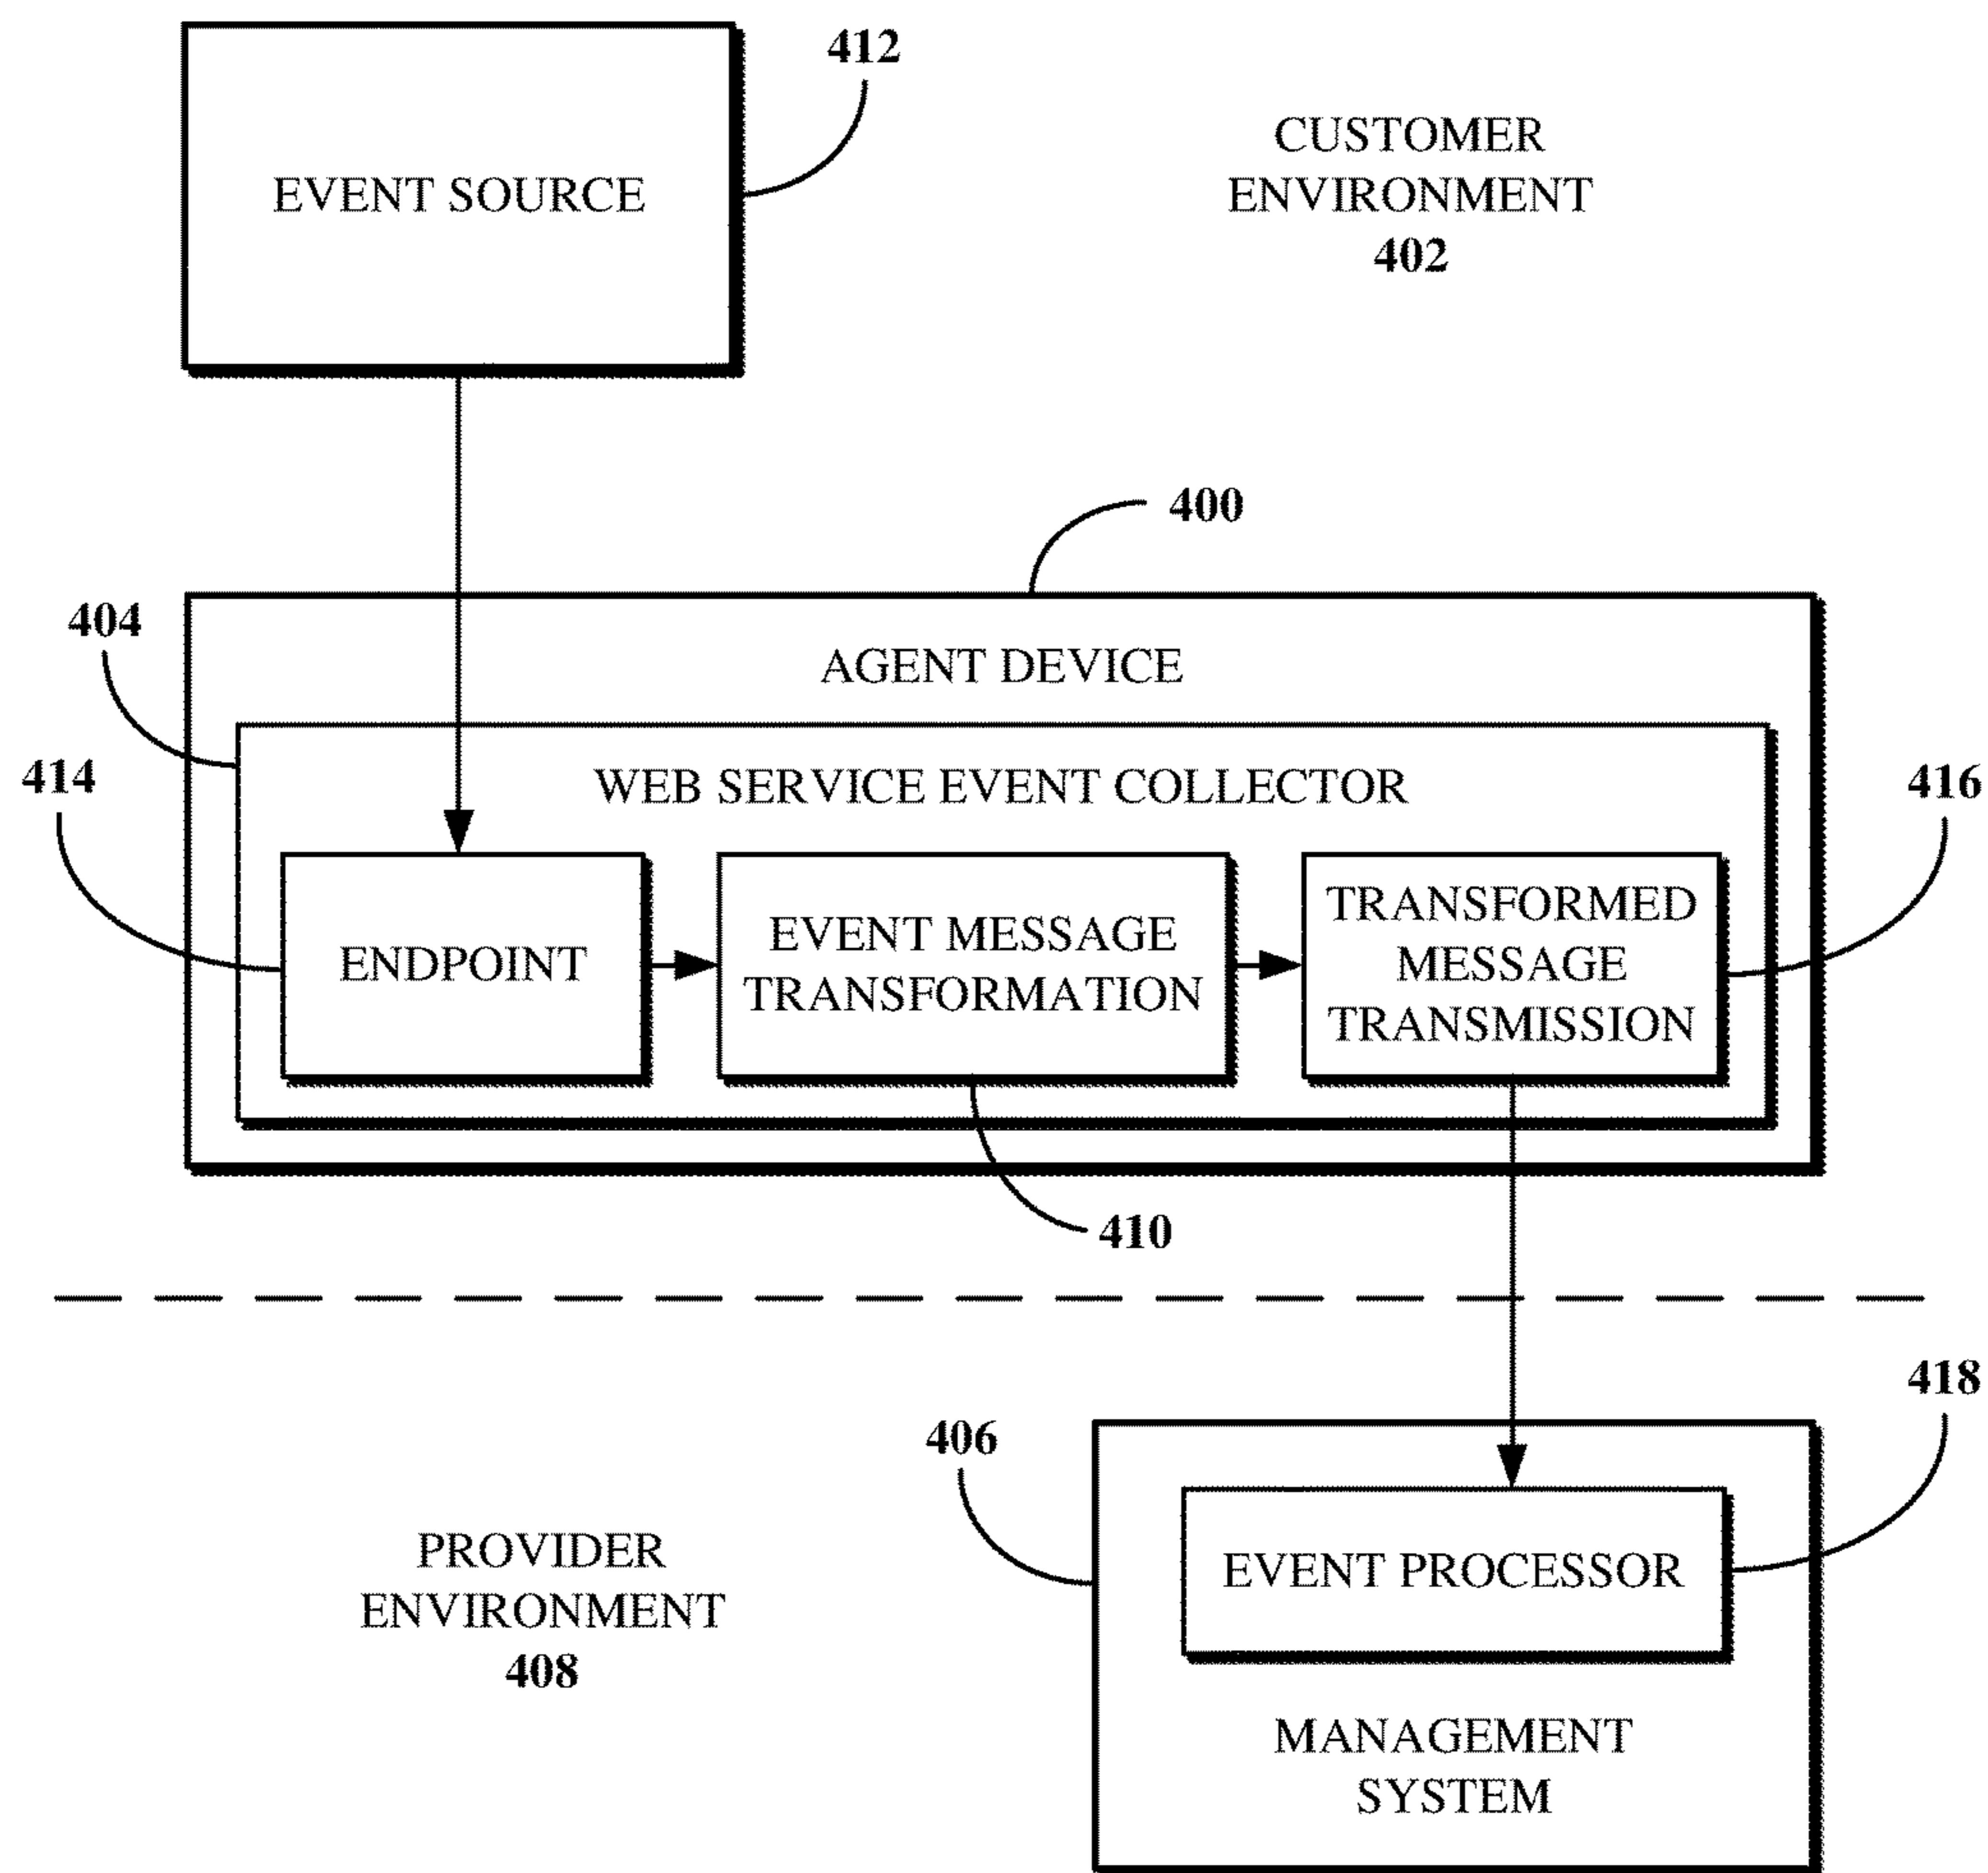 412
EVENT SOURCE
CUSTOMER
ENVIRONMENT
402
400
404
AGENT DEVICE
414
WEB SERVICE EVENT COLLECTOR
416
ENDPOINT
EVENT MESSAGE
TRANSFORMATION
TRANSFORMED
MESSAGE
TRANSMISSION
410
418
406
EVENT PROCESSOR
PROVIDER
ENVIRONMENT
408
MANAGEMENT
SYSTEM